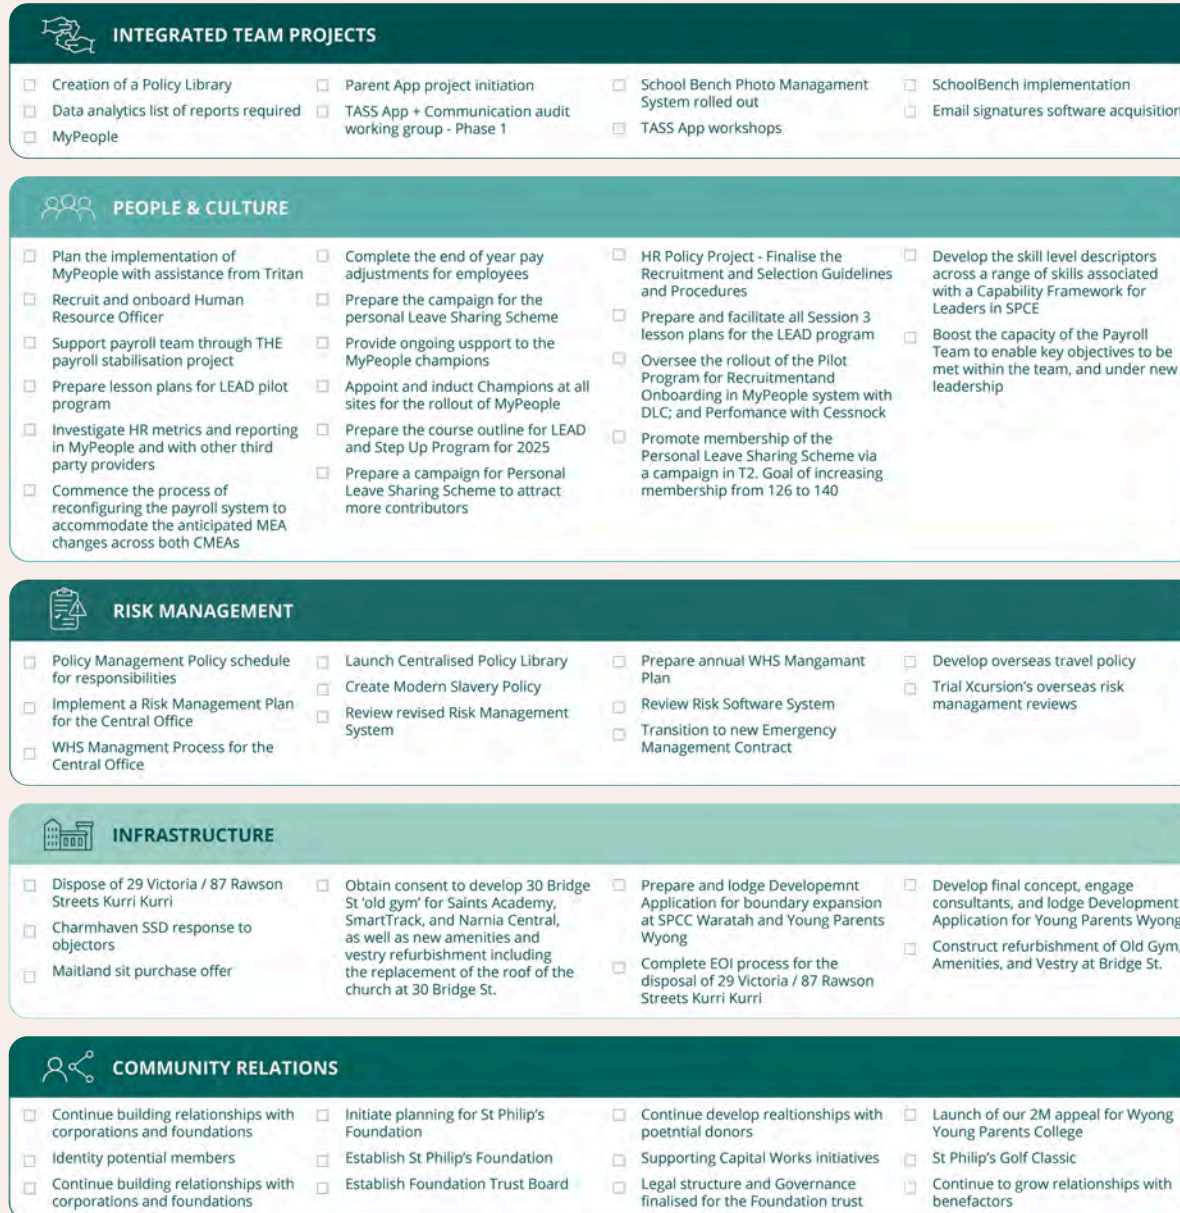 INTEGRATED TEAM PROJECTS
Creation of a Policy Library
Data analytics list of reports required
MyPeople
Parent App project initiation
TASS App + Communication audit
working group - Phase 1
School Bench Photo Managament
System rolled out
TASS App workshops
SchoolBench implementation
Email signatures software acquisition
PEOPLE & CULTURE
Plan the implementation of
MyPeople with assistance from Tritan
Recruit and onboard Human
Resource Officer
Support payroll team through THE
payroll stabilisation project
Prepare lesson plans for LEAD pilot
program
Investigate HR metrics and reporting
in MyPeople and with other third
party providers
Commence the process of
reconfiguring the payroll system to
accommodate the anticipated MEA
changes across both CMEAs
Complete the end of year pay
adjustments for employees
Prepare the campaign for the
personal Leave Sharing Scheme
Provide ongoing uspport to the
MyPeople champions
Appoint and induct Champions at all
sites for the rollout of MyPeople
Prepare the course outline for LEAD
and Step Up Program for 2025
Prepare a campaign for Personal
Leave Sharing Scheme to attract
more contributors
HR Policy Project - Finalise the
Recruitment and Selection Guidelines
and Procedures
Prepare and facilitate all Session 3
lesson plans for the LEAD program
Oversee the rollout of the Pilot
Program for Recruitmentand
Onboarding in MyPeople system with
DLC; and Perfomance with Cessnock
Promote membership of the
Personal Leave Sharing Scheme via
a campaign in T2. Goal of increasing
membership from 126 to 140
Develop the skill level descriptors
across a range of skills associated
with a Capability Framework for
Leaders in SPCE
Boost the capacity of the Payroll
Team to enable key objectives to be
met within the team, and under new
leadership
RISK MANAGEMENT
Policy Management Policy schedule
for responsibilities
Implement a Risk Management Plan
for the Central Office
WHS Managment Process for the
Central Office
Launch Centralised Policy Library
Create Modern Slavery Policy
Review revised Risk Management
System
Prepare annual WHS Mangamant
Plan
Review Risk Software System
Transition to new Emergency
Management Contract
Develop overseas travel policy
Trial Xcursion's overseas risk
managament reviews
INFRASTRUCTURE
Dispose of 29 Victoria / 87 Rawson
Streets Kurri Kurri
Charmhaven SSD response to
objectors
Maitland sit purchase offer
Obtain consent to develop 30 Bridge
St 'old gym' for Saints Academy,
SmartTrack, and Narnia Central,
as well as new amenities and
vestry refurbishment including
the replacement of the roof of the
church at 30 Bridge St.
Prepare and lodge Developemnt
Application for boundary expansion
at SPCC Waratah and Young Parents
Wyong
Complete EOI process for the
disposal of 29 Victoria / 87 Rawson
Streets Kurri Kurri
Develop final concept, engage
consultants, and lodge Development
Application for Young Parents Wyong
Construct refurbishment of Old Gym,
Amenities, and Vestry at Bridge St.
COMMUNITY RELATIONS
Continue building relationships with
corporations and foundations
Identity potential members
Continue building relationships with
corporations and foundations
Initiate planning for St Philip's
Foundation
Establish St Philip's Foundation
Establish Foundation Trust Board
Continue develop realtionships with
poetntial donors
Supporting Capital Works initiatives
Legal structure and Governance
finalised for the Foundation trust
Launch of our 2M appeal for Wyong
Young Parents College
St Philip's Golf Classic
Continue to grow relationships with
benefactors